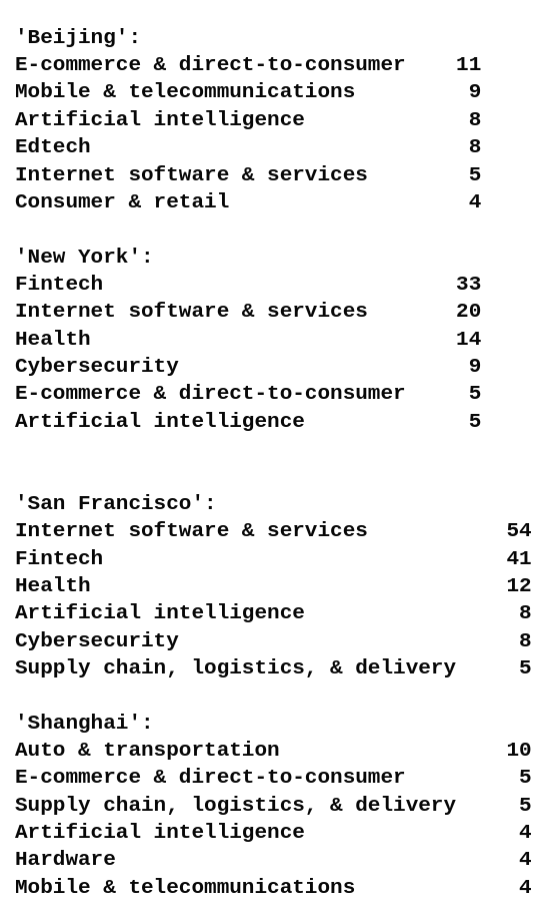 'Beijing':
E-commerce & direct-to-consumer 11
Mobile & telecommunications 9
Artificial intelligence 8
Edtech 8
Internet software & services 5
Consumer & retail 4
'New York':
Fintech 33
Internet software & services 20
Health 14
Cybersecurity 9
E-commerce & direct-to-consumer 5
Artificial intelligence 5
'San Francisco':
Internet software & services 54
Fintech 41
Health 12
Artificial intelligence 8
Cybersecurity 8
Supply chain, logistics, & delivery 5
'Shanghai':
Auto & transportation 10
E-commerce & direct-to-consumer 5
Supply chain, logistics, & delivery 5
Artificial intelligence 4
Hardware 4
Mobile & telecommunications 4